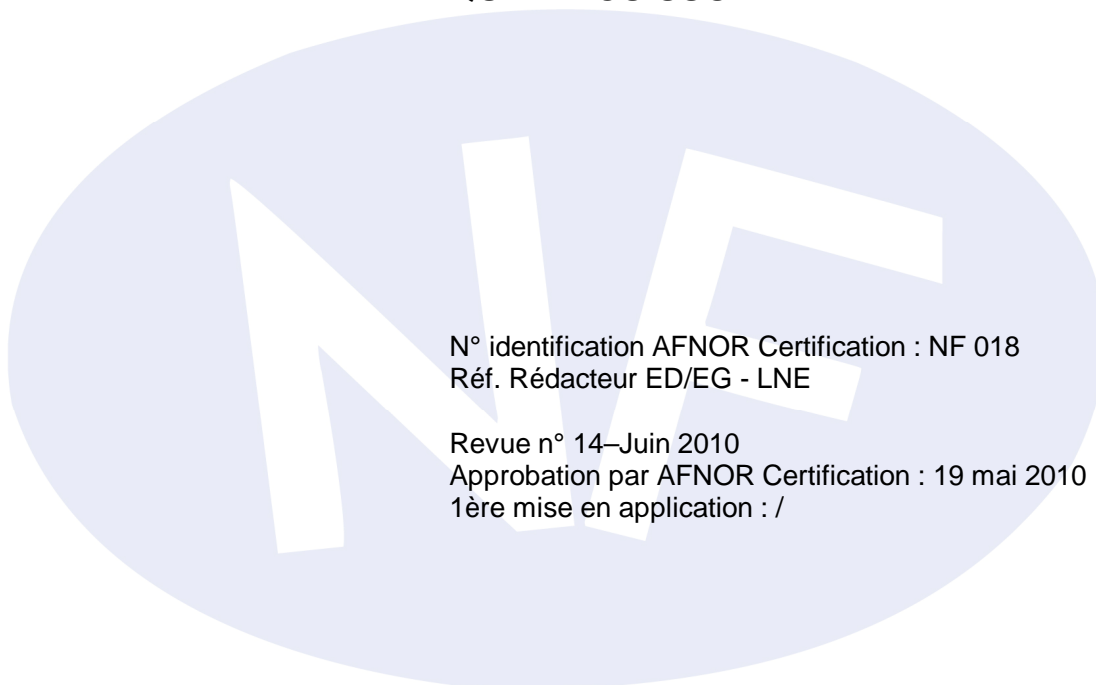 NF
N° identification AFNOR Certification : NF 018
Réf. Rédacteur ED/EG - LNE
Revue n° 14–Juin 2010
Approbation par AFNOR Certification : 19 mai 2010
1ère mise en application : /